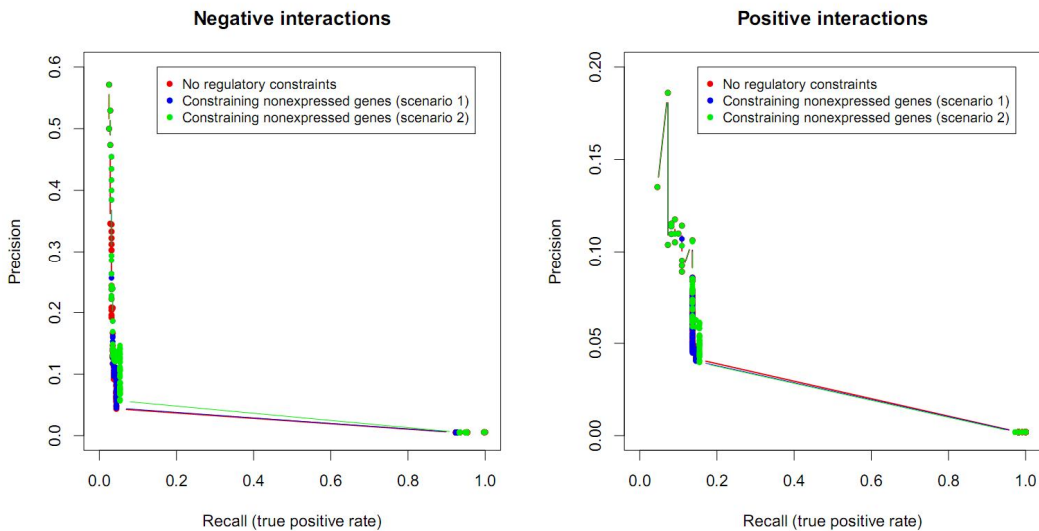 Negative interactions
No regulatory constraints
Constraining nonexpressed genes (scenario 1)
Constraining nonexpressed genes (scenario 2)
Precision
0.6
0.5
0.4
0.3
0.2
0.1
0.0
0.0 0.2 0.4 0.6 0.8 1.0
Recall (true positive rate)
Positive interactions
No regulatory constraints
Constraining nonexpressed genes (scenario 1)
Constraining nonexpressed genes (scenario 2)
Precision
0.20
0.15
0.10
0.05
0.00
0.0 0.2 0.4 0.6 0.8 1.0
Recall (true positive rate)